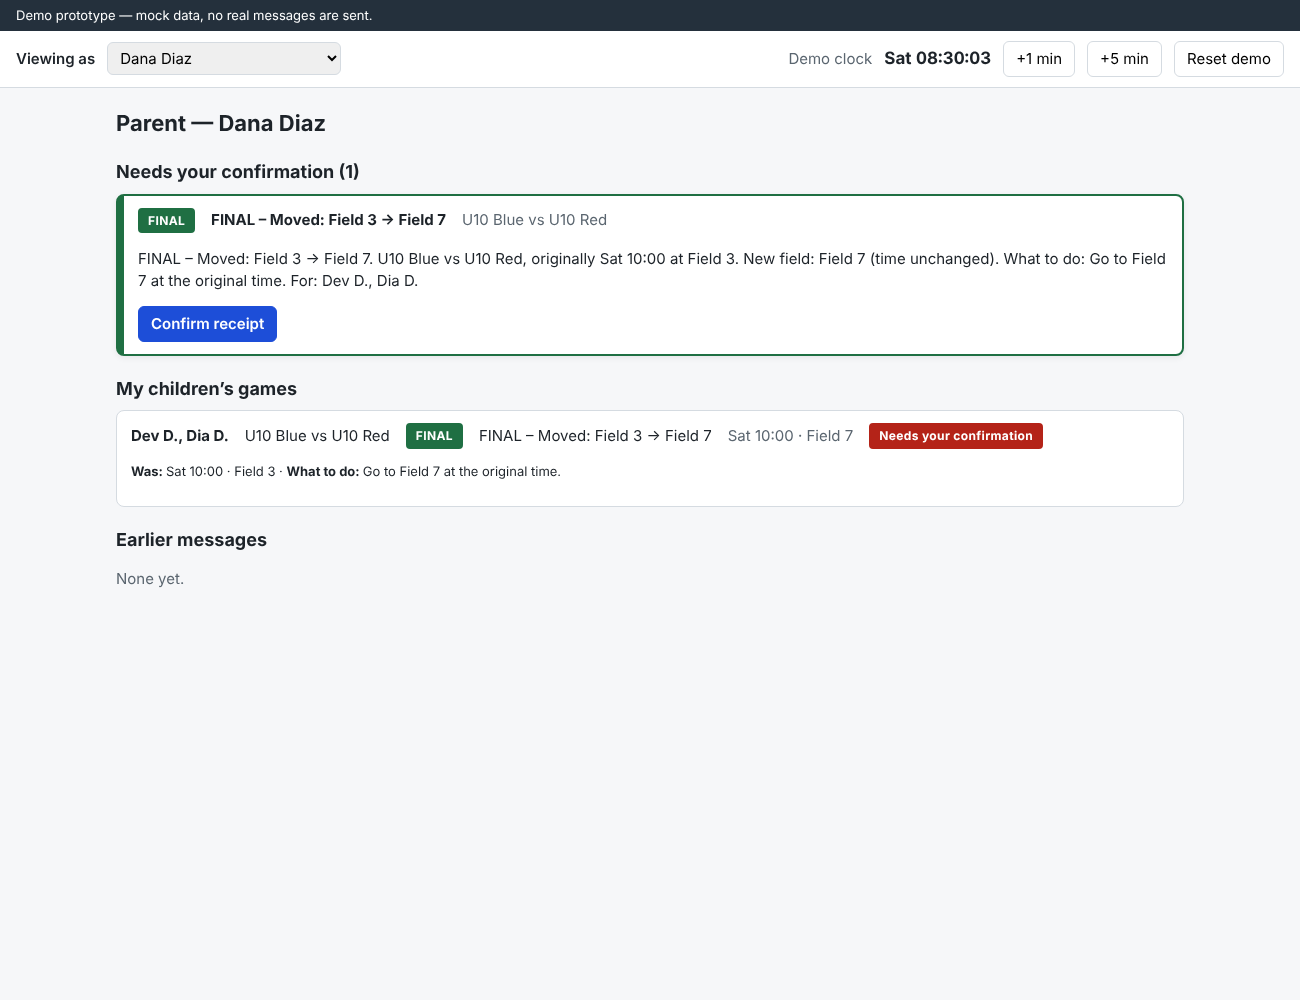 Demo prototype — mock data, no real messages are sent.
Viewing as Dana Diaz Demo clock Sat 08:30:03 +1 min +5 min Reset demo
Parent — Dana Diaz
Needs your confirmation (1)
FINAL FINAL – Moved: Field 3 → Field 7 U10 Blue vs U10 Red
FINAL – Moved: Field 3 → Field 7. U10 Blue vs U10 Red, originally Sat 10:00 at Field 3. New field: Field 7 (time unchanged). What to do: Go to Field
7 at the original time. For: Dev D., Dia D.
Confirm receipt
My children’s games
Dev D., Dia D. U10 Blue vs U10 Red FINAL FINAL – Moved: Field 3 → Field 7 Sat 10:00 · Field 7 Needs your confirmation
Was: Sat 10:00 · Field 3 · What to do: Go to Field 7 at the original time.
Earlier messages
None yet.